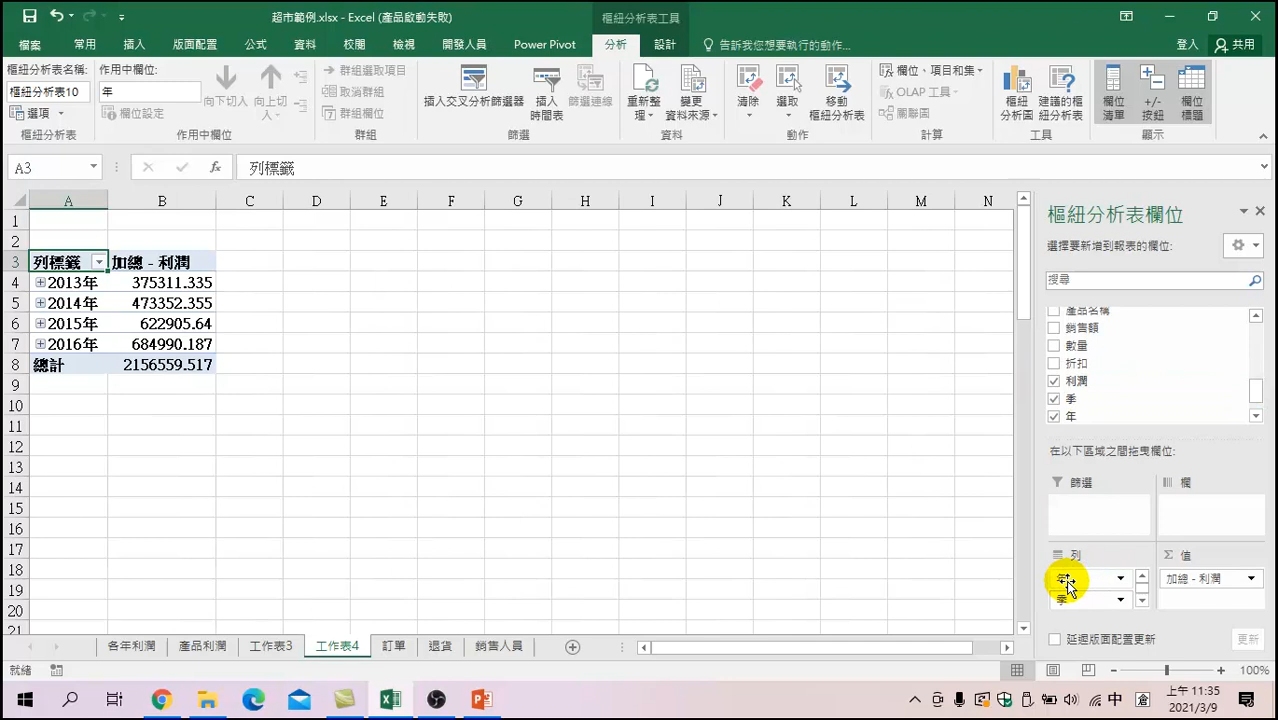 超市範例.xlsx - Excel (產品啟動失敗)
樞紐分析表工具
檔案 常用 插入 版面配置 公式 資料 校閱 檢視 開發人員 Power Pivot 分析 設計 告訴我您想要執行的動作... 登入 共用
樞紐分析表名稱: 作用中欄位:
樞紐分析表10 年
選項 欄位設定
向下切入 向上切入
群組選取項目
取消群組
群組欄位
插入交叉分析篩選器 插入時間表 篩選連線
重新整理 變更資料來源
清除 選取 移動樞紐分析表
欄位、項目和集
OLAP 工具
關聯圖
樞紐分析圖 建議的樞紐分析表
欄位清單 +/-按鈕 欄位標題
樞紐分析表 作用中欄位 群組 篩選 資料 動作 計算 工具 顯示
A3 fx 列標籤
A B C D E F G H I J K L M N
1
2
3 列標籤 加總 - 利潤
4 2013年 375311.335
5 2014年 473352.355
6 2015年 622905.64
7 2016年 684990.187
8 總計 2156559.517
9
10
11
12
13
14
15
16
17
18
19
20
21
樞紐分析表欄位
選擇要新增到報表的欄位:
搜尋
產品名稱
銷售額
數量
折扣
利潤
季
年
在以下區域之間拖曳欄位:
篩選 欄
列 Σ 值
年 加總 - 利潤
季
延遲版面配置更新 更新
各年利潤 產品利潤 工作表3 工作表4 訂單 退貨 銷售人員
就緒 100%
中 倉 上午 11:35
2021/3/9